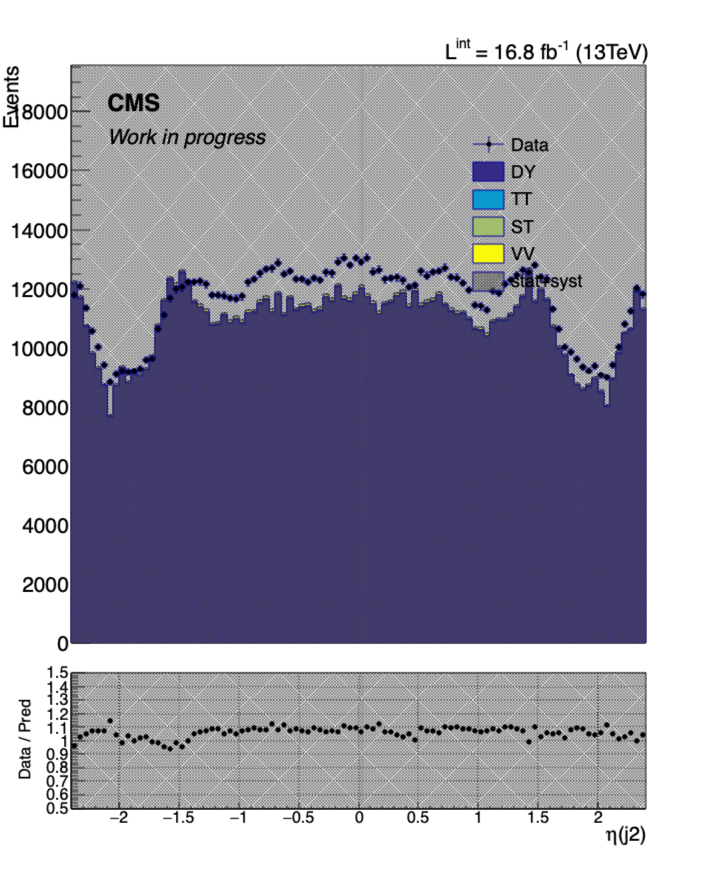 L^int = 16.8 fb^-1 (13TeV)
Events
CMS
Work in progress
Data
DY
TT
ST
VV
stat+syst
18000
16000
14000
12000
10000
8000
6000
4000
2000
0
Data / Pred
1.5
1.4
1.3
1.2
1.1
1
0.9
0.8
0.7
0.6
0.5
−2
−1.5
−1
−0.5
0
0.5
1
1.5
2
η(j2)